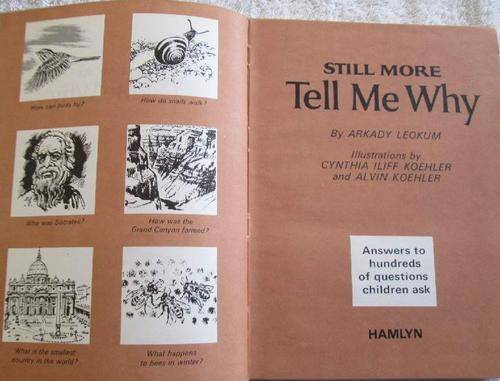 How can birds fly?
How do snails walk?
Who was Socrates?
How was the
Grand Canyon formed?
What is the smallest
country in the world?
What happens
to bees in winter?
STILL MORE
Tell Me Why
By ARKADY LEOKUM
Illustrations by
CYNTHIA ILIFF KOEHLER
and ALVIN KOEHLER
Answers to
hundreds
of questions
children ask
HAMLYN